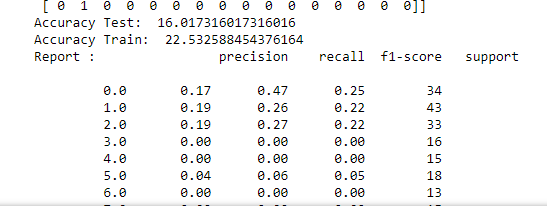 [ 0 1 0 0 0 0 0 0 0 0 0 0 0 0 0]]
Accuracy Test: 16.017316017316016
Accuracy Train: 22.532588454376164
Report : precision recall f1-score support
0.0 0.17 0.47 0.25 34
1.0 0.19 0.26 0.22 43
2.0 0.19 0.27 0.22 33
3.0 0.00 0.00 0.00 16
4.0 0.00 0.00 0.00 15
5.0 0.04 0.06 0.05 18
6.0 0.00 0.00 0.00 13